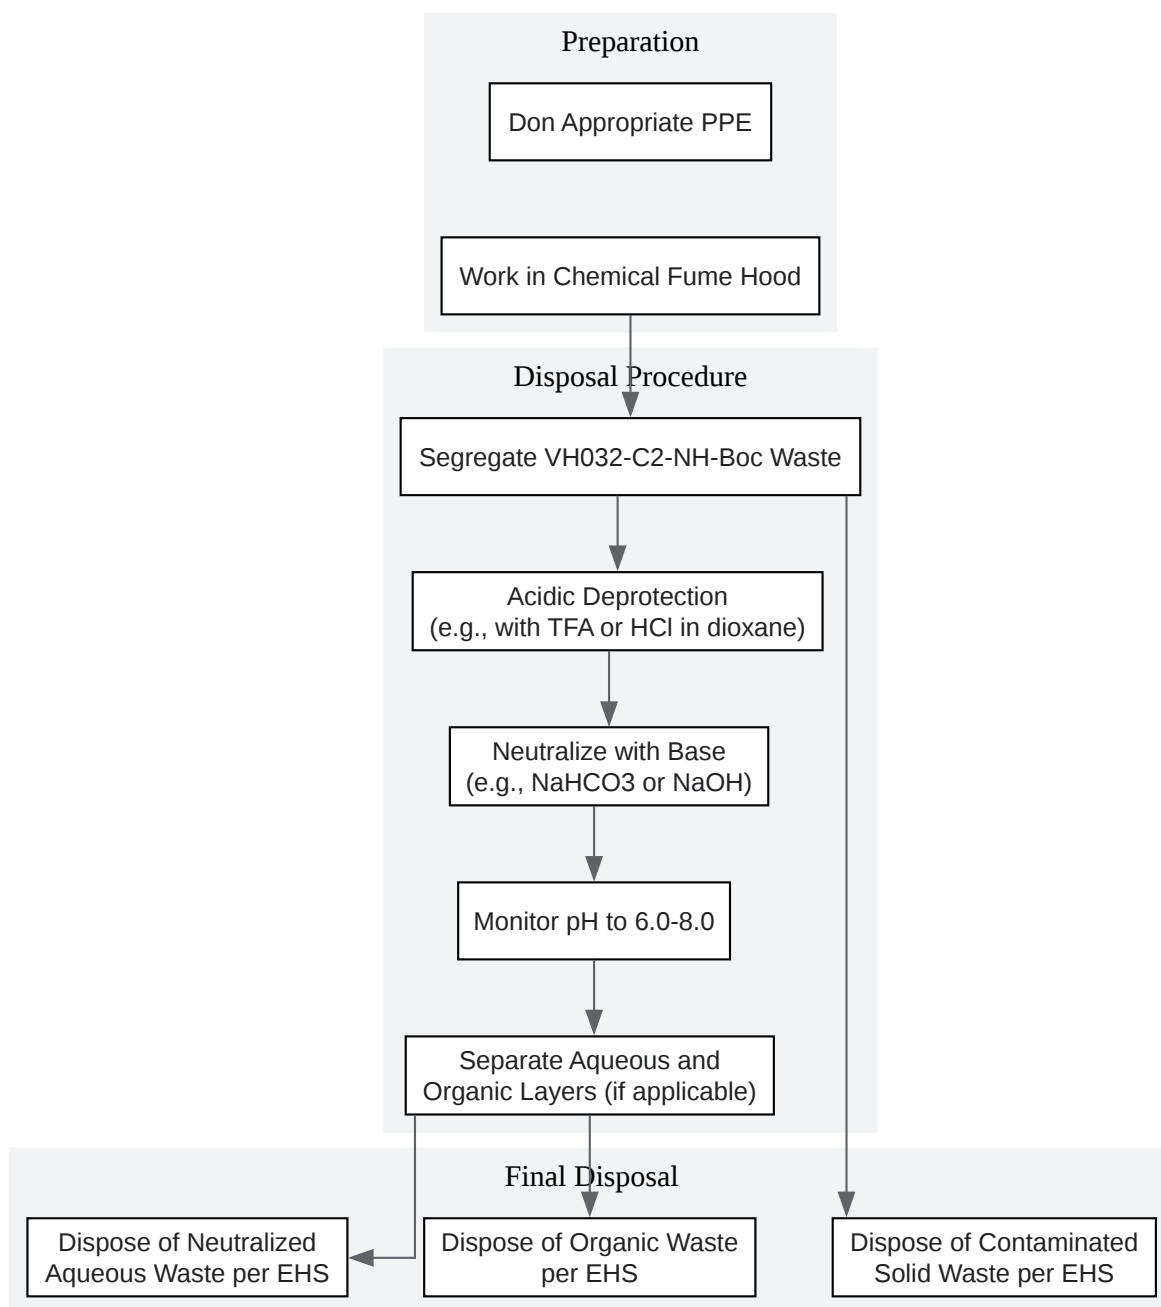 Preparation
Don Appropriate PPE
Work in Chemical Fume Hood
Disposal Procedure
Segregate VH032-C2-NH-Boc Waste
Acidic Deprotection
(e.g., with TFA or HCl in dioxane)
Neutralize with Base
(e.g., NaHCO3 or NaOH)
Monitor pH to 6.0-8.0
Separate Aqueous and
Organic Layers (if applicable)
Final Disposal
Dispose of Neutralized
Aqueous Waste per EHS
Dispose of Organic Waste
per EHS
Dispose of Contaminated
Solid Waste per EHS